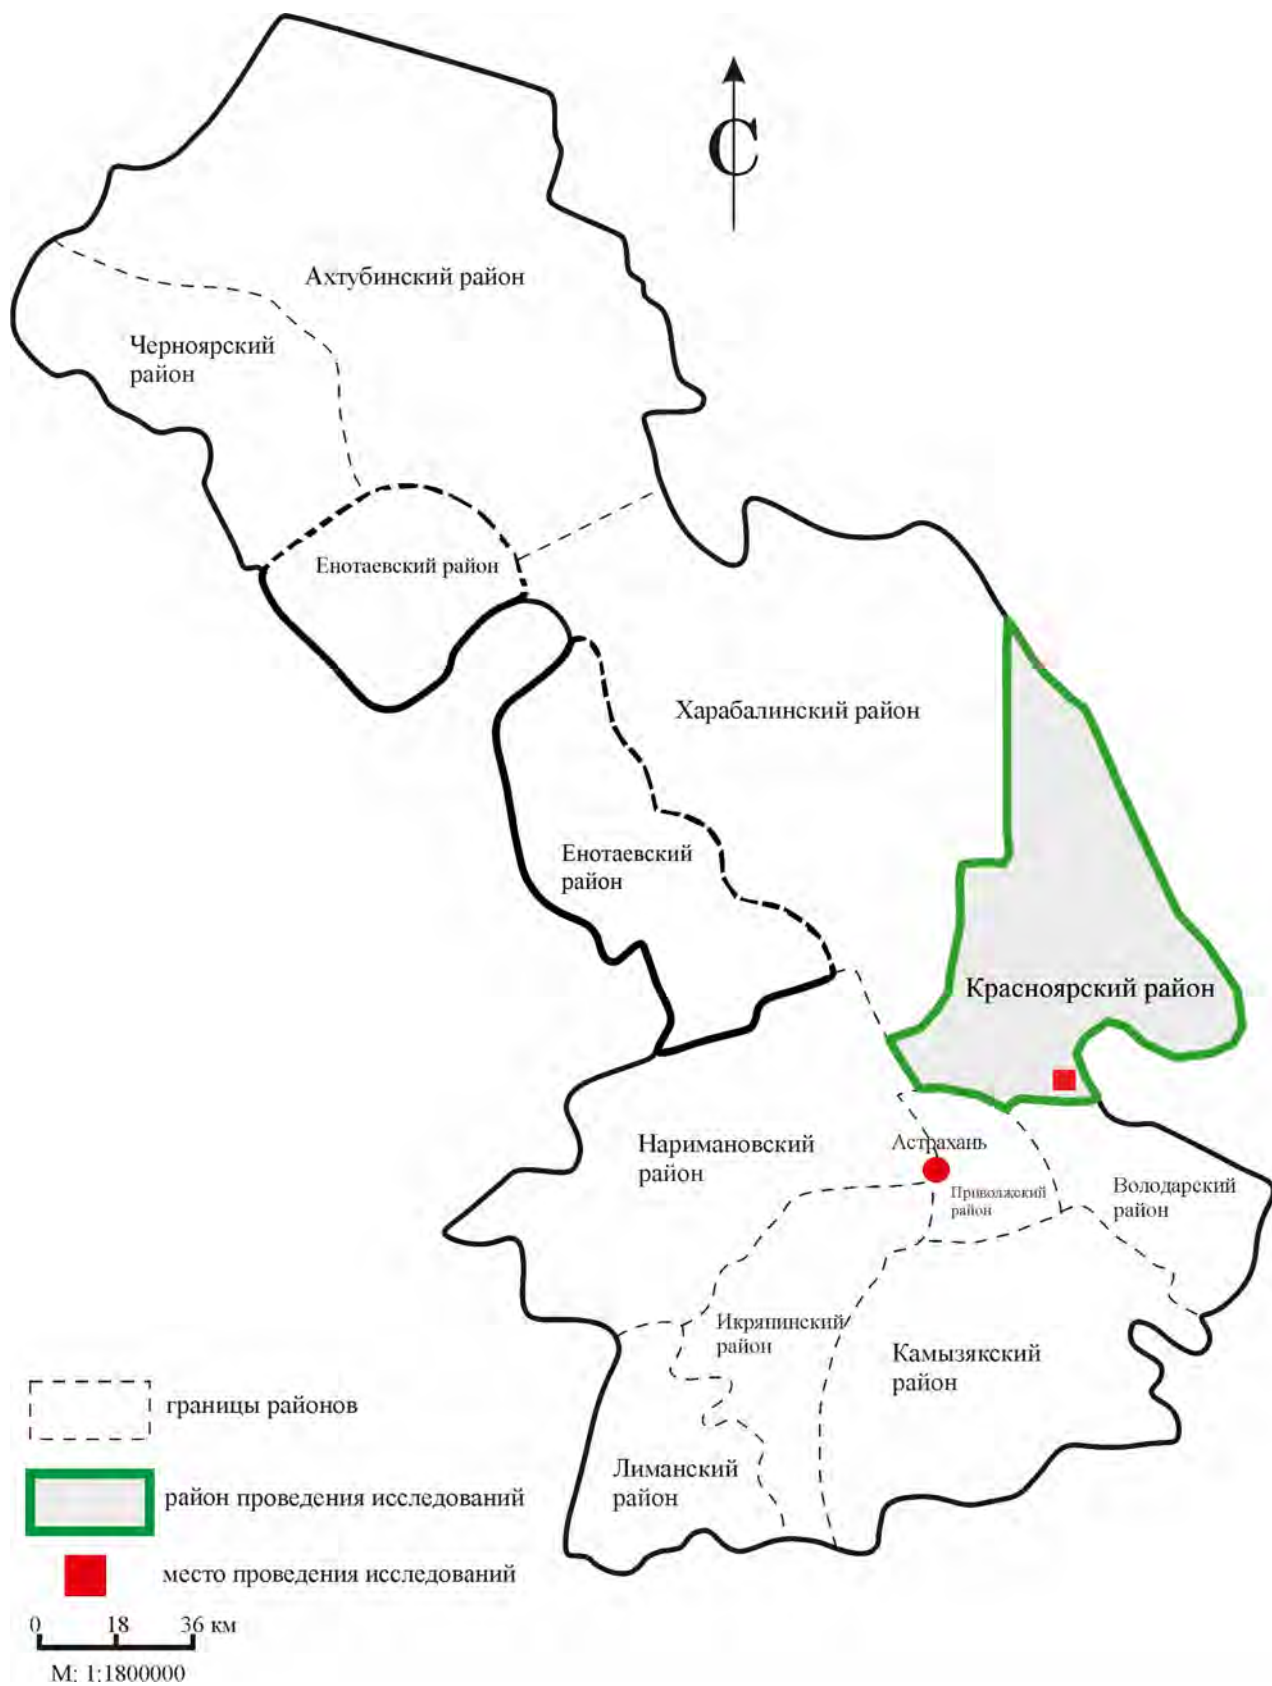 С
Ахтубинский район
Черноярский
район
Енотаевский район
Харабалинский район
Енотаевский
район
Красноярский район
Наримановский
район
Астрахань
Приволжский
район
Володарский
район
Икряпинский
район
Камызякский
район
Лиманский
район
границы районов
район проведения исследований
место проведения исследований
0 18 36 км
М: 1:1800000